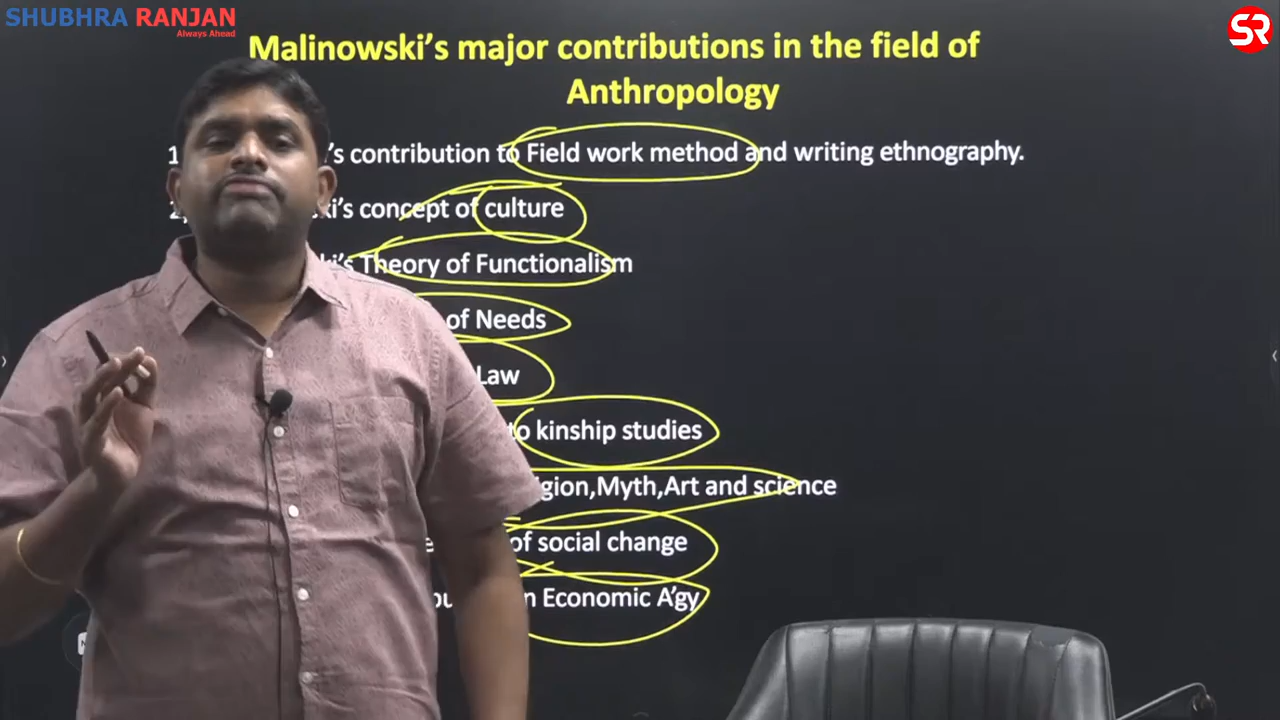 SHUBHRA RANJAN
Always Ahead
SR
Malinowski's major contributions in the field of
Anthropology
's contribution to Field work method and writing ethnography.
concept of culture
Theory of Functionalism
of Needs
Law
to kinship studies
Myth,Art and science
of social change
Economic A'gy